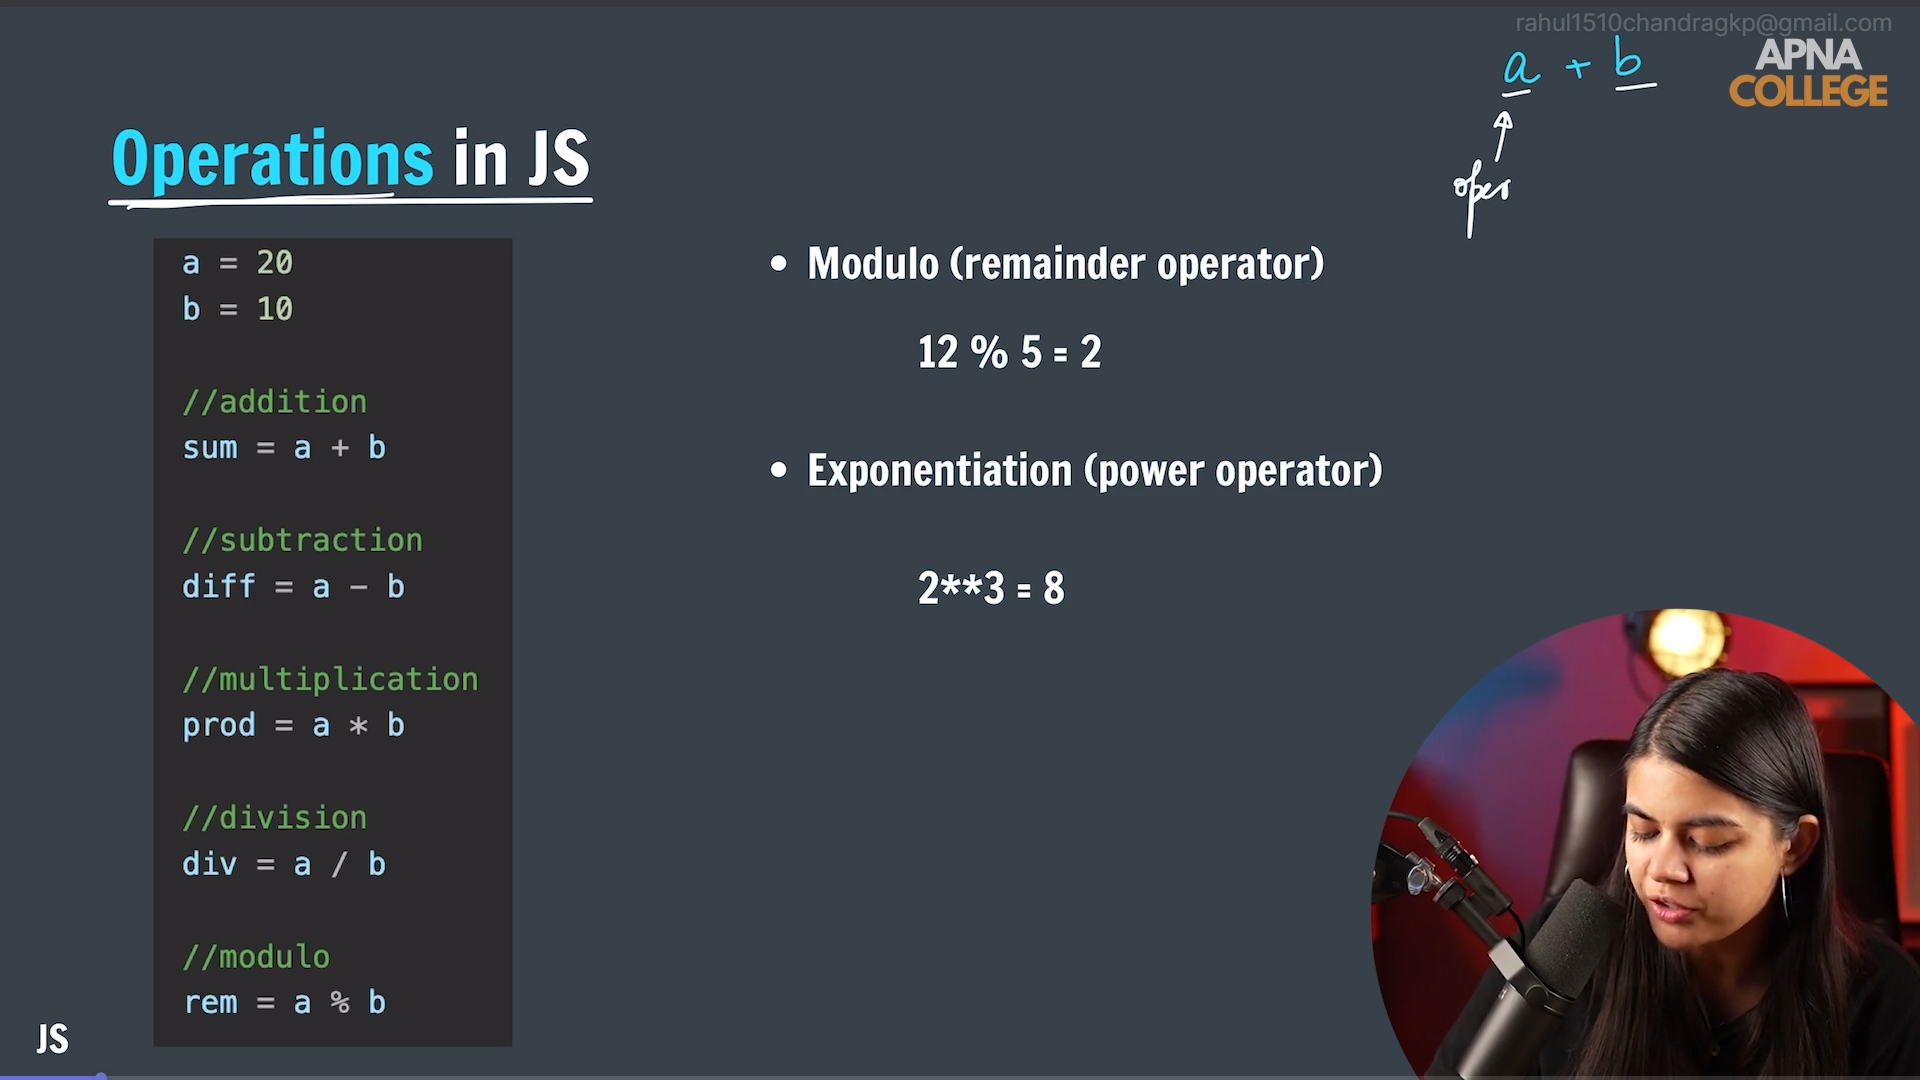 rahul1510chandragkp@gmail.com
APNA
COLLEGE
a + b
oper
Operations in JS
a = 20
b = 10
//addition
sum = a + b
//subtraction
diff = a - b
//multiplication
prod = a * b
//division
div = a / b
//modulo
rem = a % b
• Modulo (remainder operator)
12 % 5 = 2
• Exponentiation (power operator)
2**3 = 8
JS